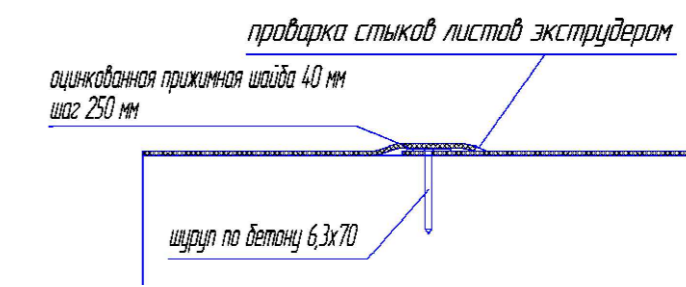 проварка стыков листов экструдером
оцинкованная прижимная шайба 40 мм
шаг 250 мм
шуруп по бетону 6,3х70